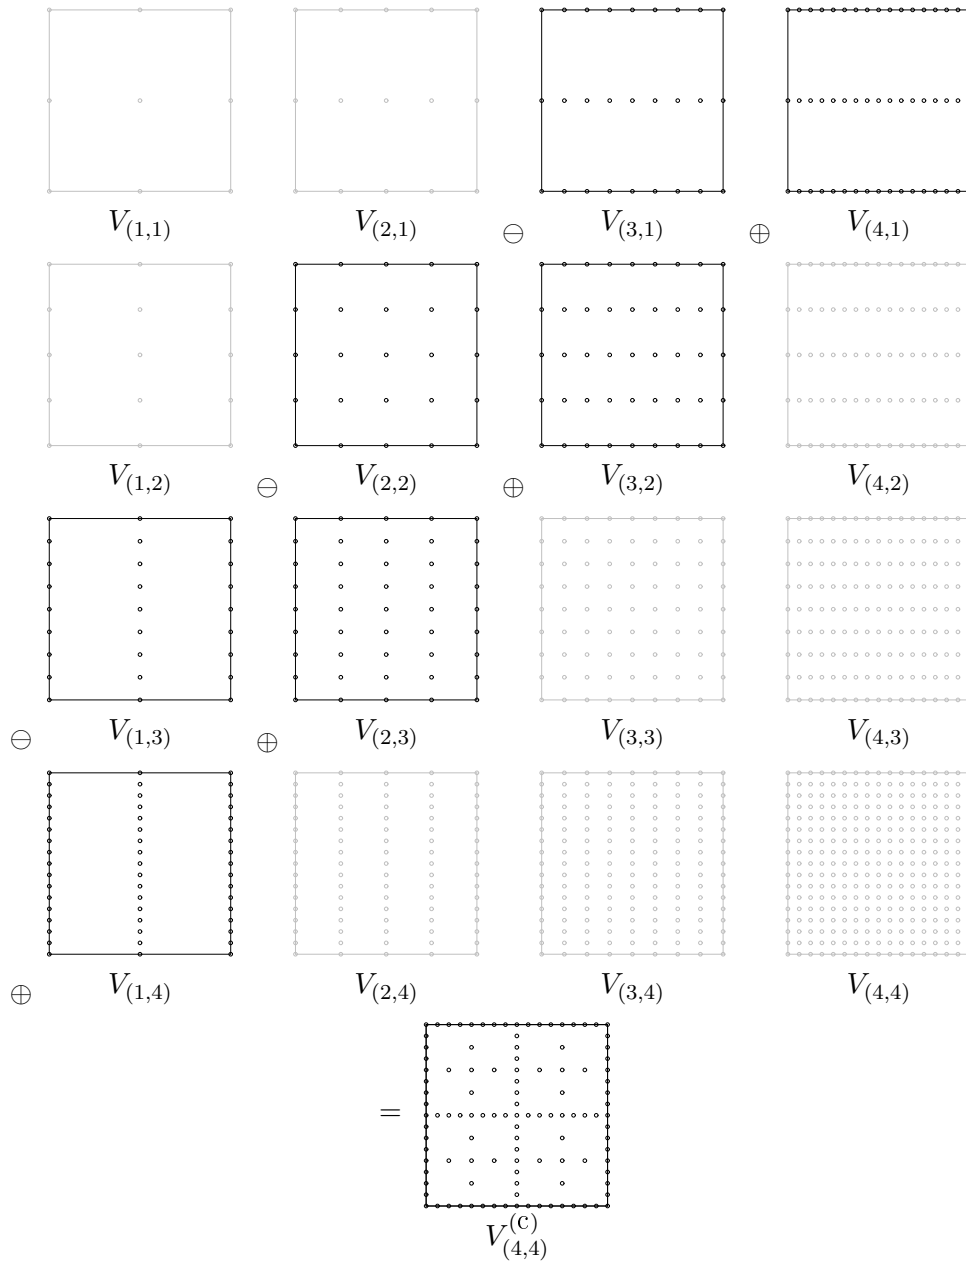 V(1,1) V(2,1) ⊖ V(3,1) ⊕ V(4,1)
V(1,2) ⊖ V(2,2) ⊕ V(3,2) V(4,2)
⊖ V(1,3) ⊕ V(2,3) V(3,3) V(4,3)
⊕ V(1,4) V(2,4) V(3,4) V(4,4)
=
V(4,4)(c)